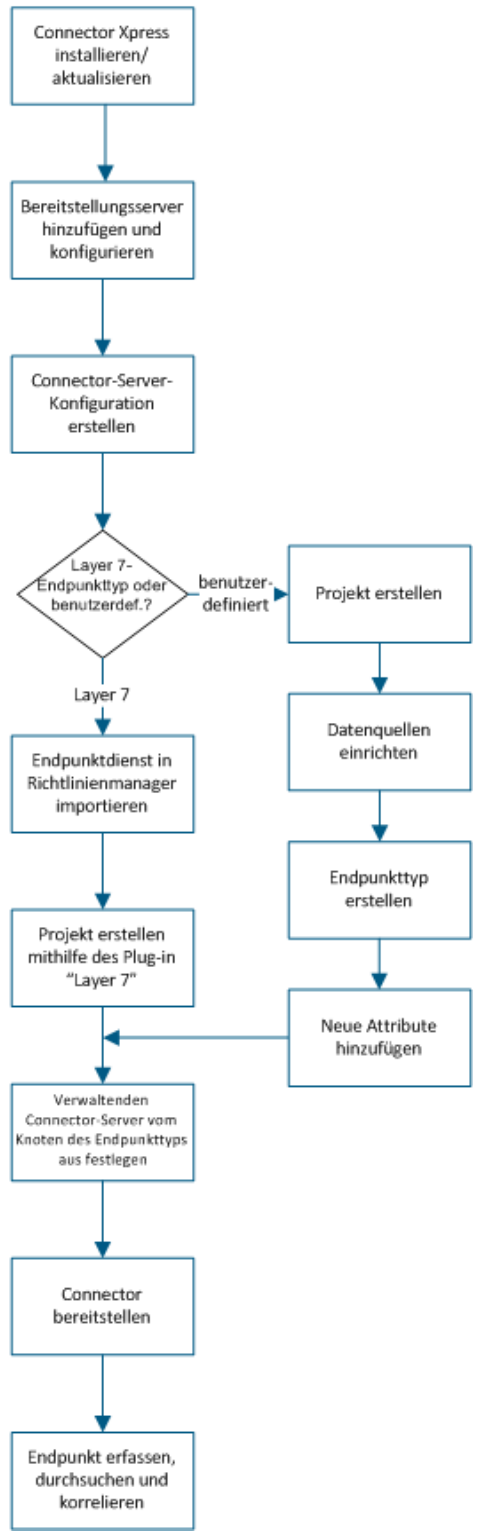 Connector Xpress
installieren/
aktualisieren
Bereitstellungsserver
hinzufügen und
konfigurieren
Connector-Server-
Konfiguration
erstellen
Layer 7-
Endpunkttyp oder
benutzerdef.?
benutzer-
definiert
Projekt erstellen
Datenquellen
einrichten
Endpunkttyp
erstellen
Neue Attribute
hinzufügen
Layer 7
Endpunktdienst in
Richtlinienmanager
importieren
Projekt erstellen
mithilfe des Plug-in
“Layer 7“
Verwaltenden
Connector-Server vom
Knoten des Endpunkttyps
aus festlegen
Connector
bereitstellen
Endpunkt erfassen,
durchsuchen und
korrelieren